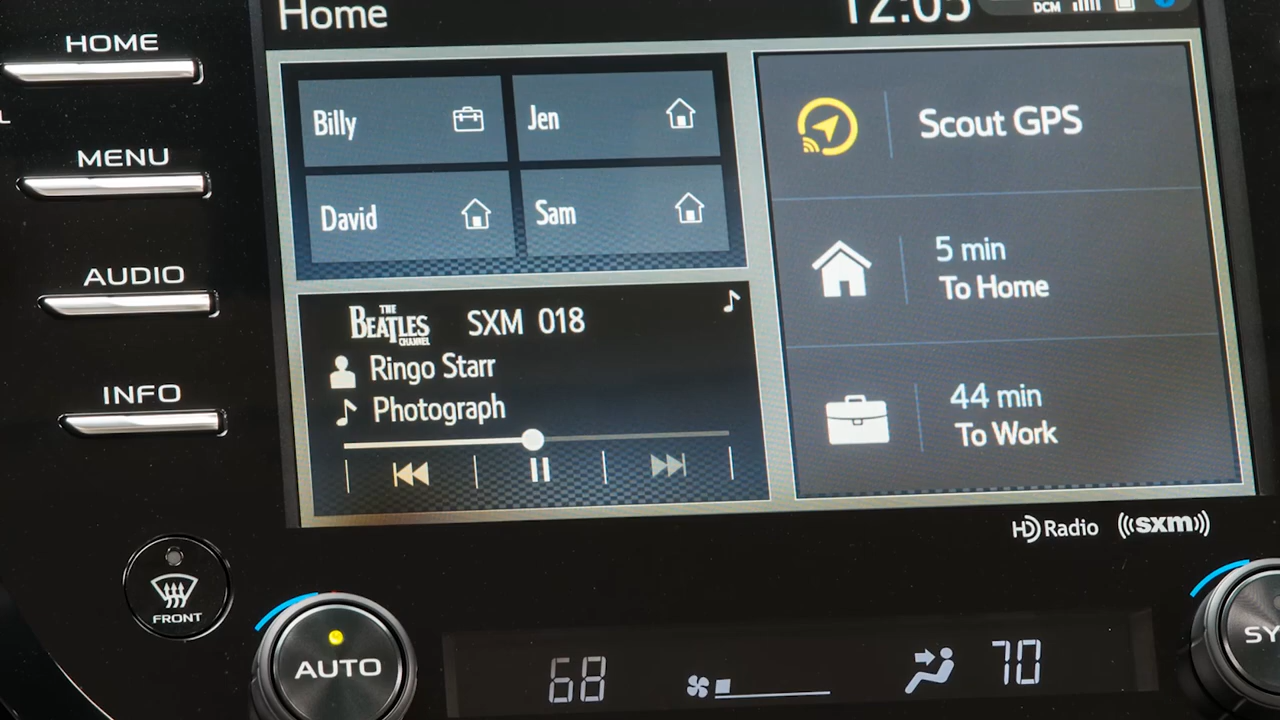 HOME
MENU
AUDIO
INFO
FRONT
AUTO
Home
12:05
DCM
Billy
Jen
David
Sam
THE
BEATLES
CHANNEL
SXM 018
Ringo Starr
Photograph
Scout GPS
5 min
To Home
44 min
To Work
HD Radio
((sxm))
68
70
SY